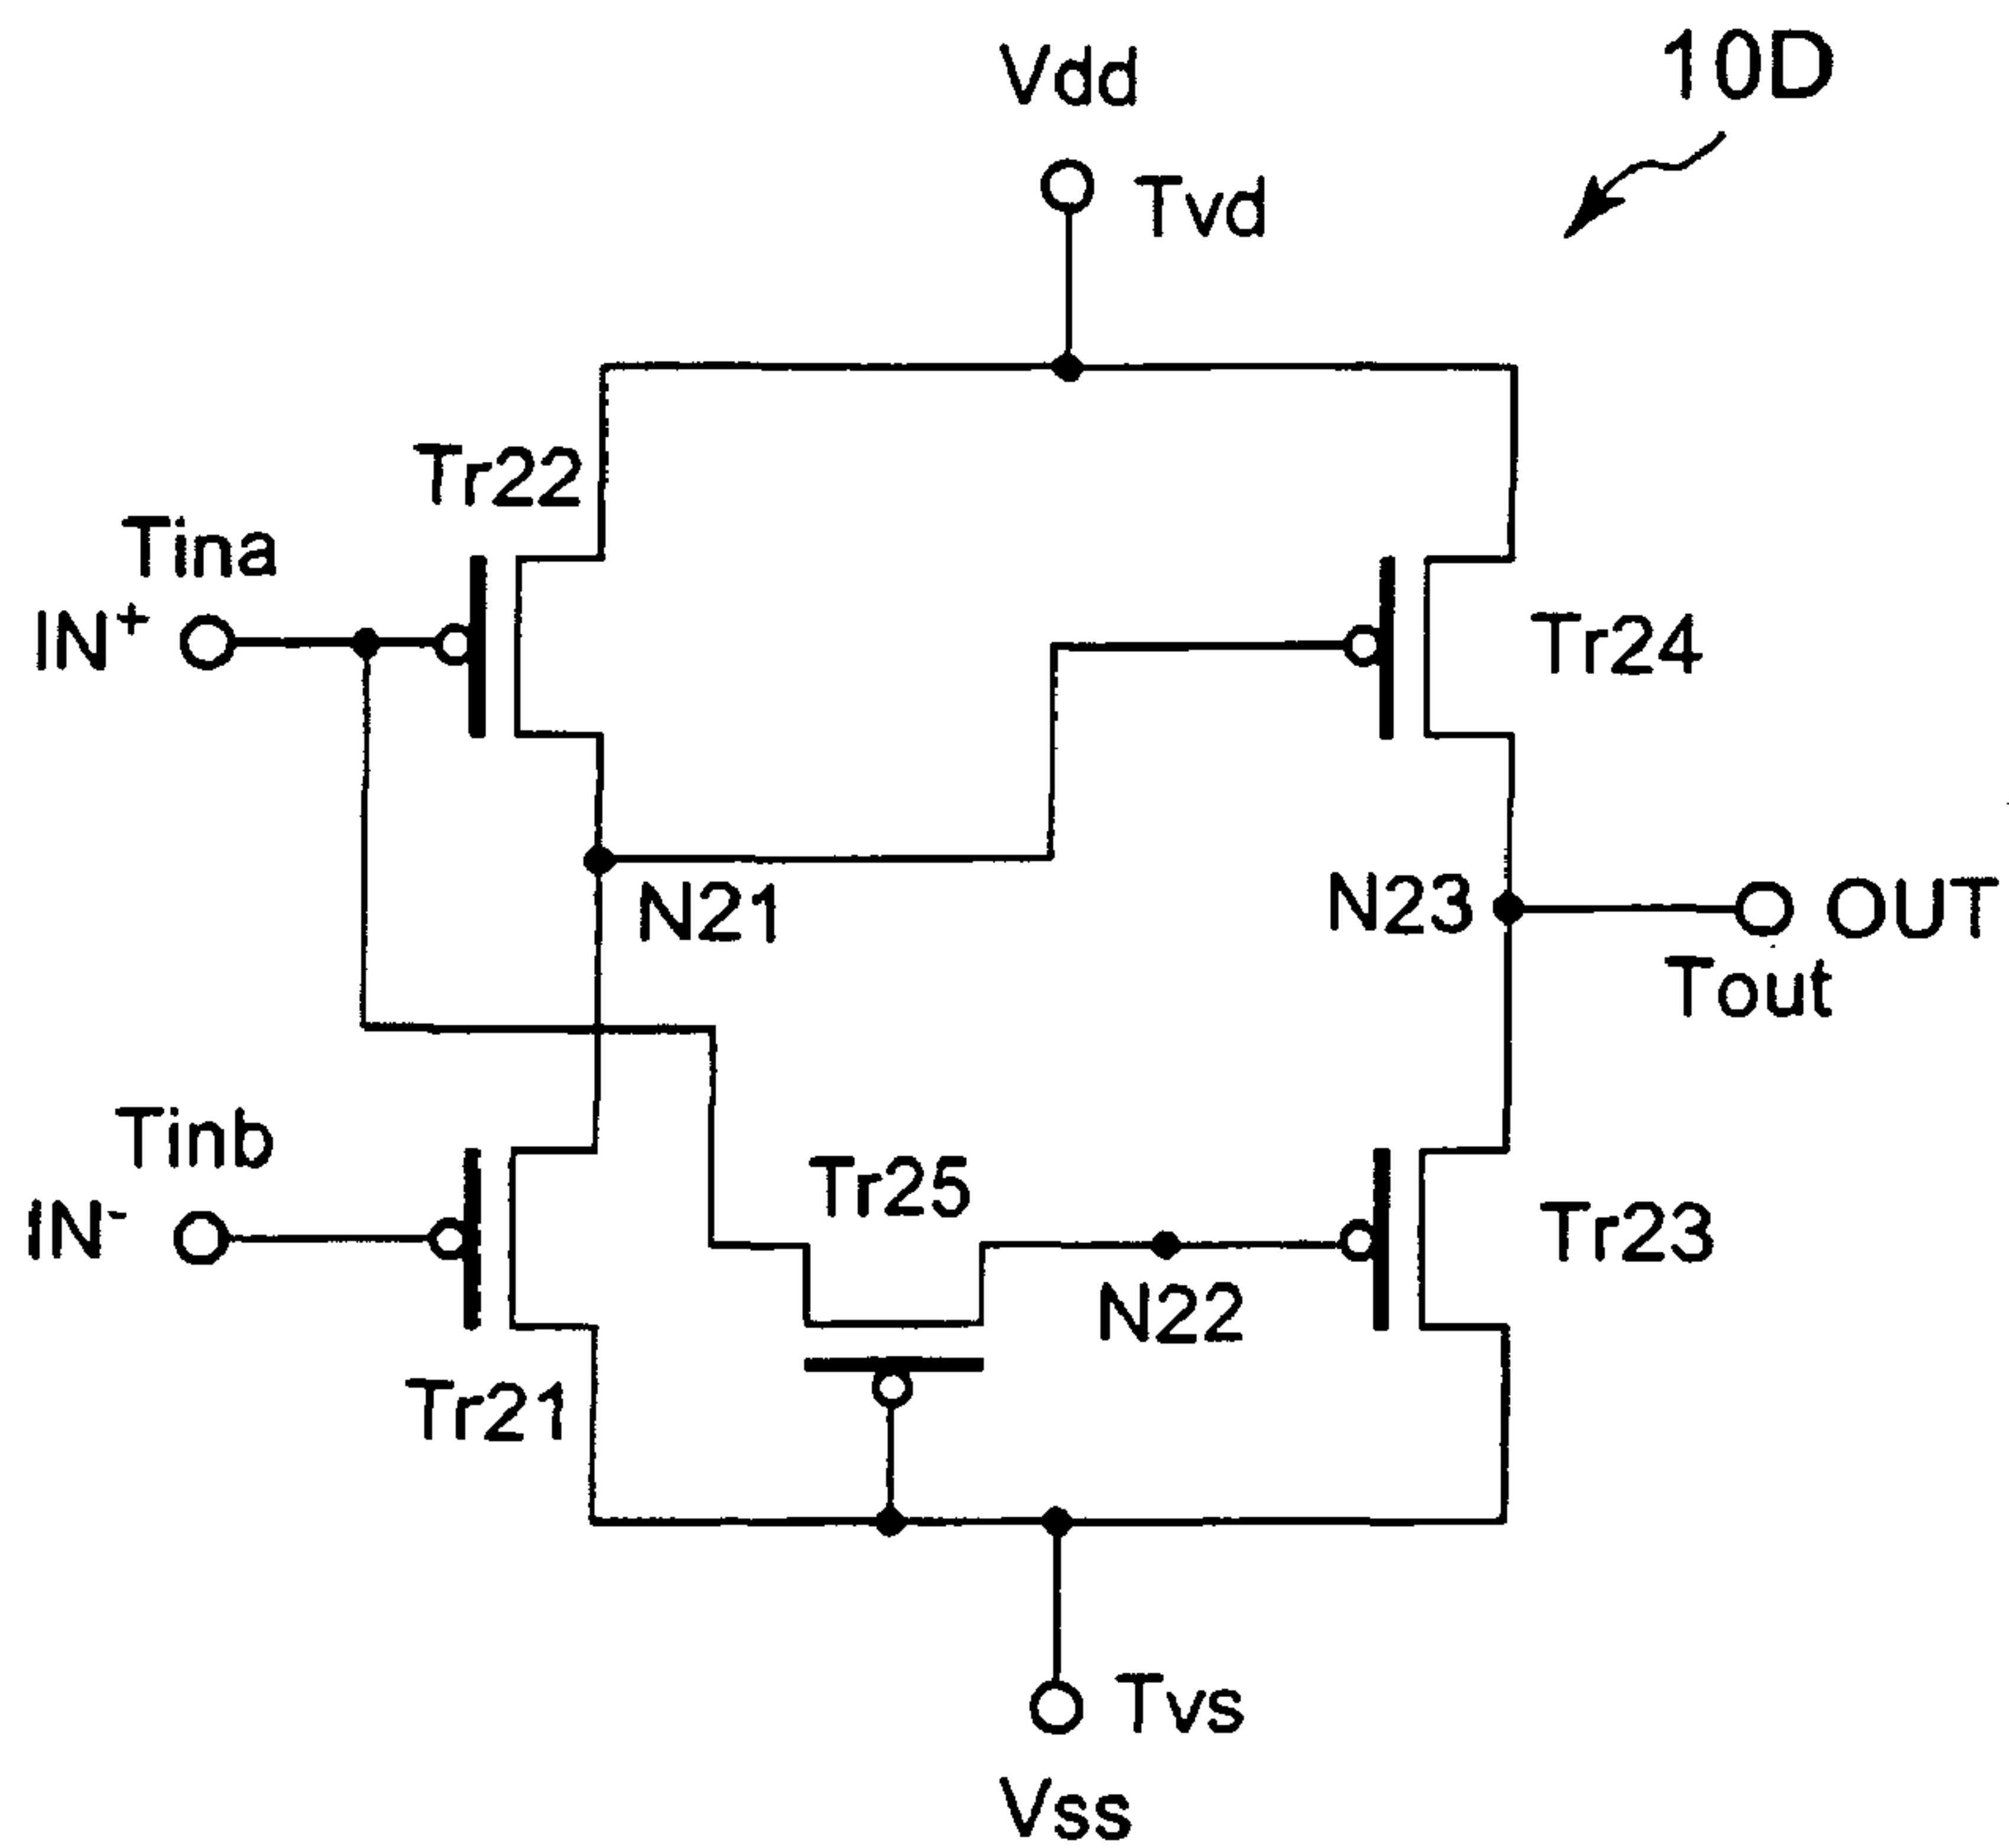 10D
Vdd
Tvd
Tr22
Tina
IN+
Tr24
N21
N23
OUT
Tout
Tinb
IN-
Tr25
Tr23
N22
Tr21
Tvs
Vss